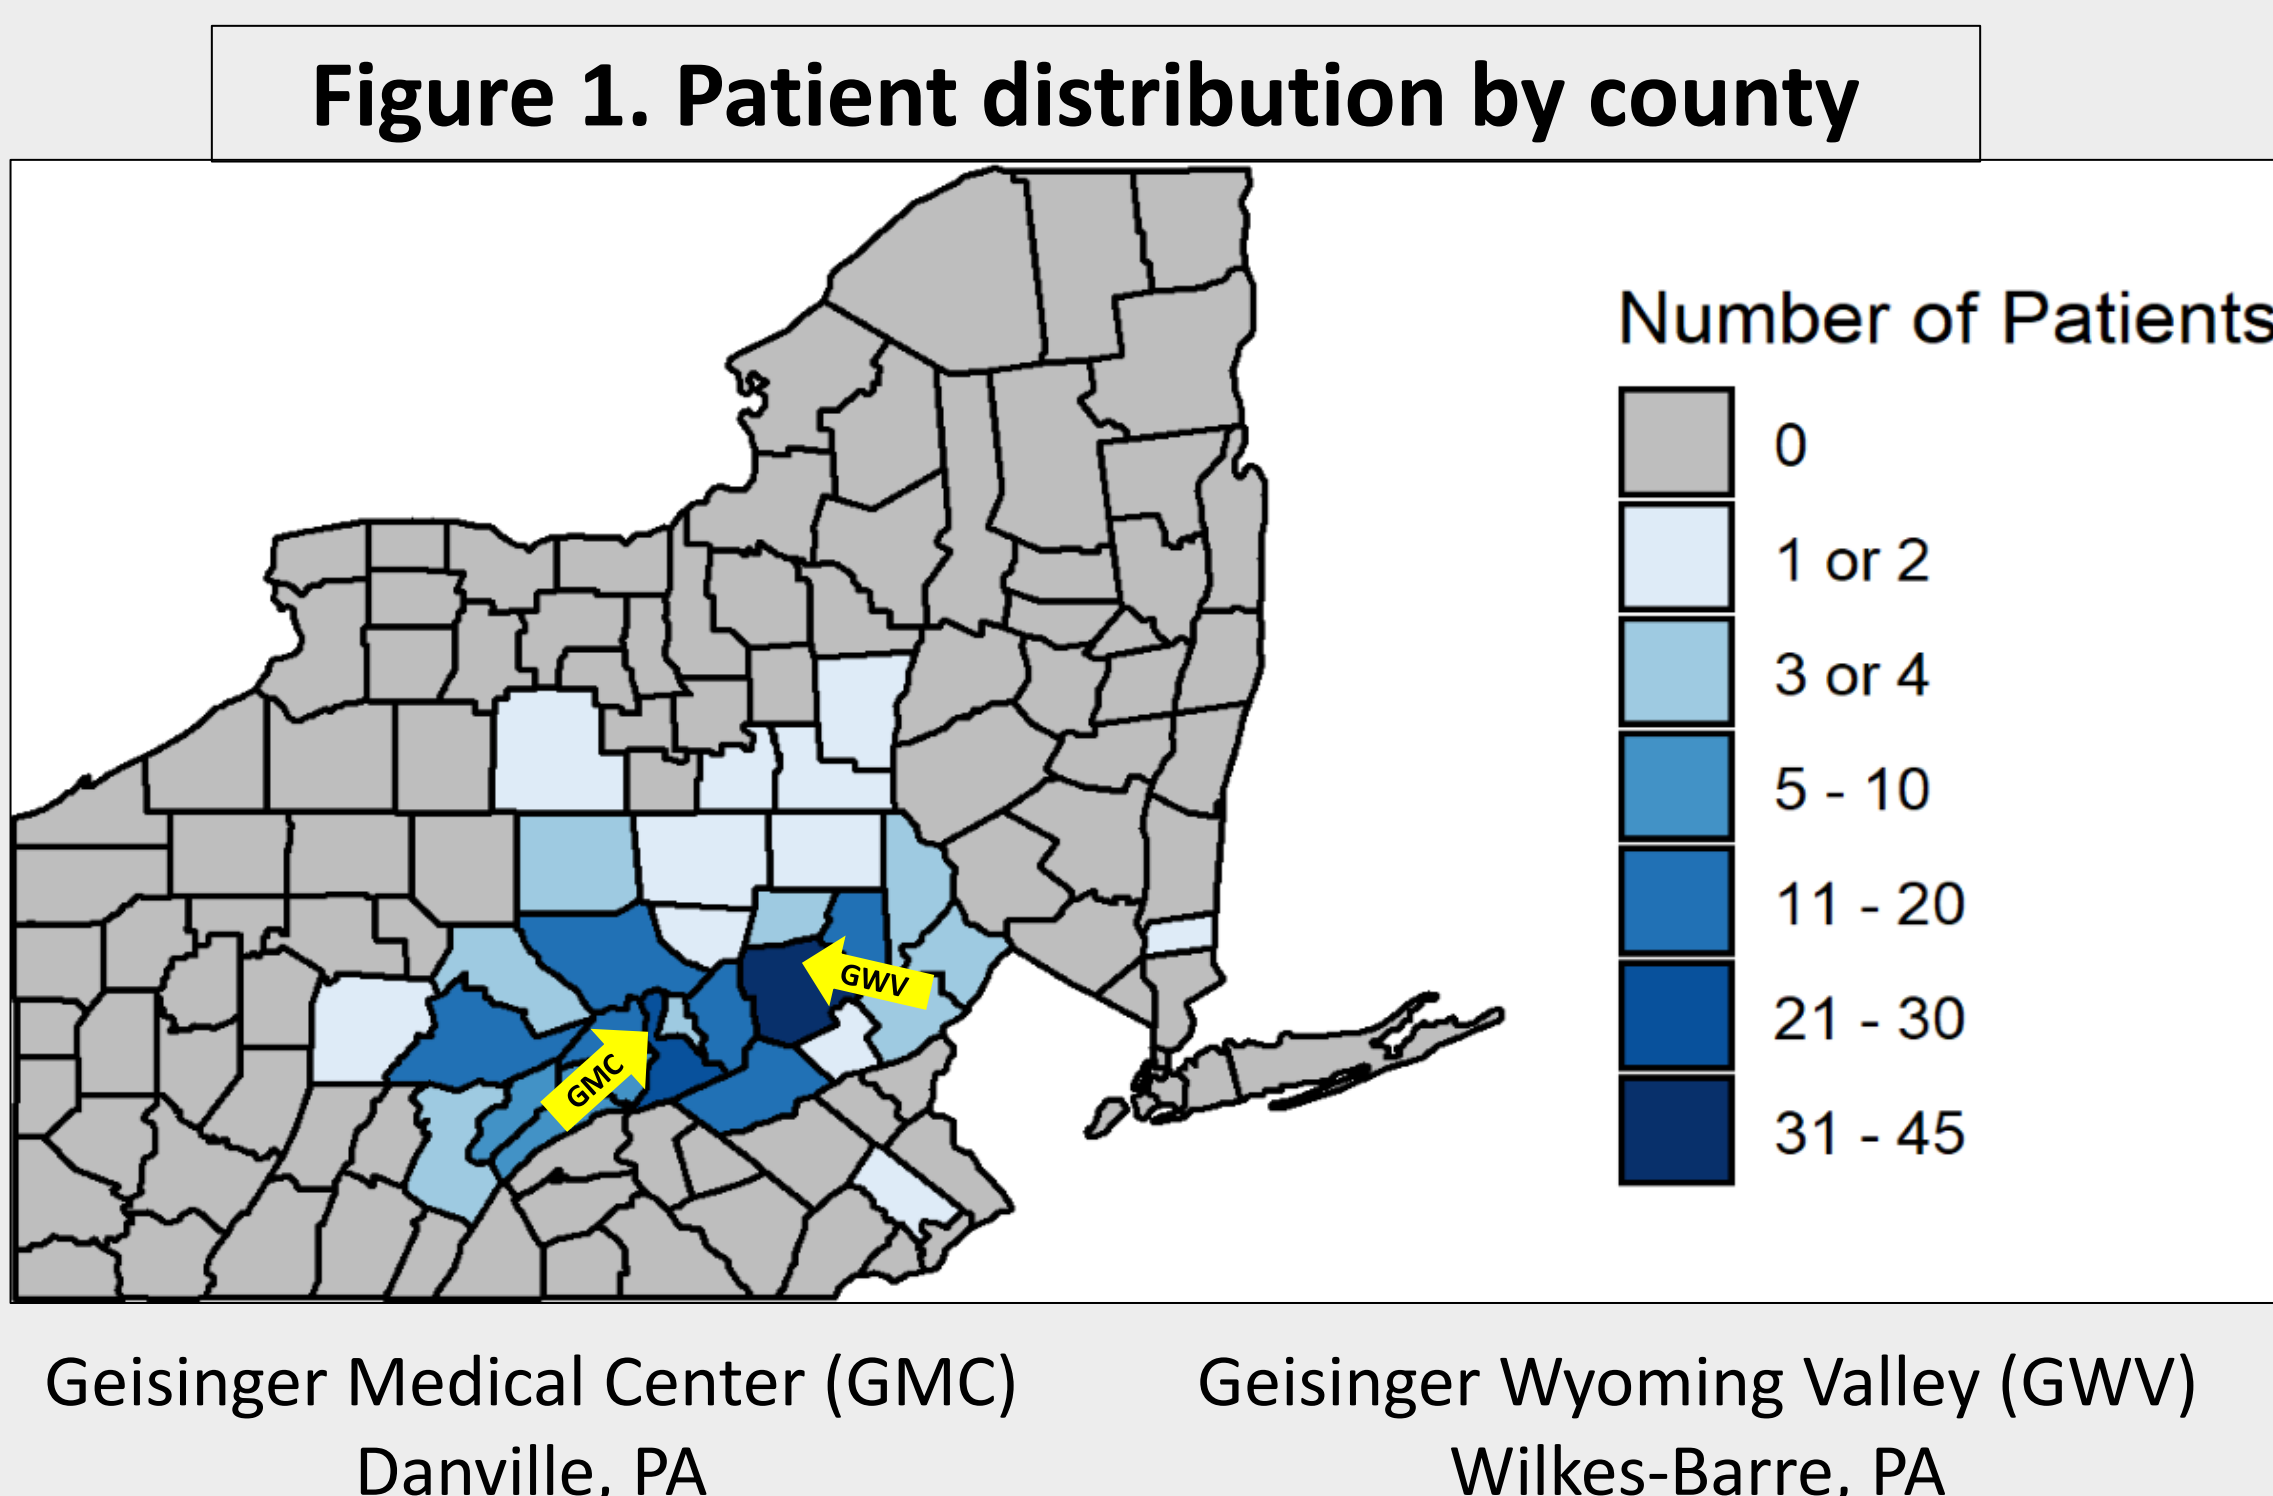 Figure 1. Patient distribution by county
Number of Patients
0
1 or 2
3 or 4
5 - 10
11 - 20
21 - 30
31 - 45
GWV
GMC
Geisinger Medical Center (GMC)
Danville, PA
Geisinger Wyoming Valley (GWV)
Wilkes-Barre, PA